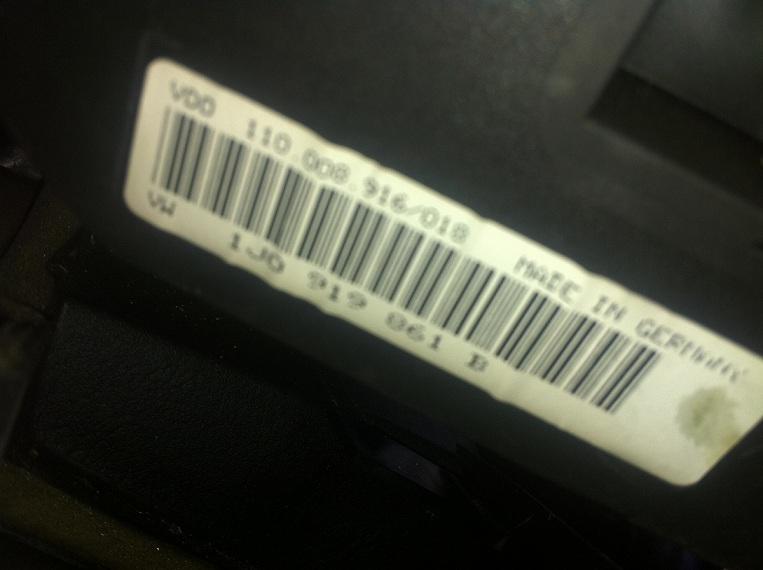 VDO 110.008.916/018 MADE IN GERMANY
VW 1J0 919 861 B